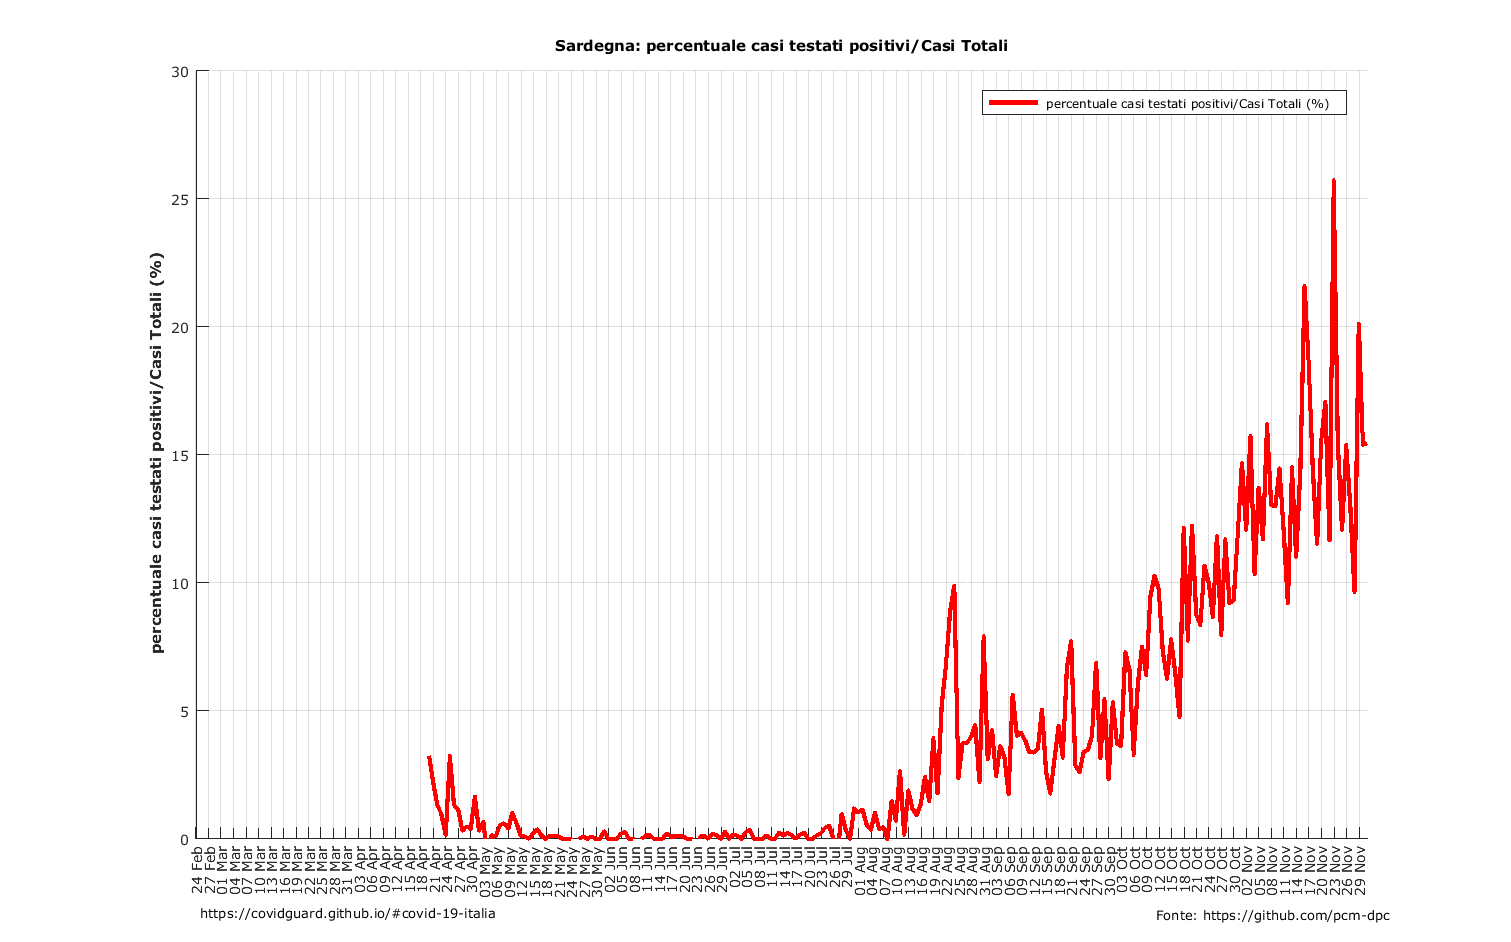 Sardegna: percentuale casi testati positivi/Casi Totali
percentuale casi testati positivi/Casi Totali (%)
percentuale casi testati positivi/Casi Totali (%)
30
25
20
15
10
5
0
24 Feb
27 Feb
01 Mar
04 Mar
07 Mar
10 Mar
13 Mar
16 Mar
19 Mar
22 Mar
25 Mar
28 Mar
31 Mar
03 Apr
06 Apr
09 Apr
12 Apr
15 Apr
18 Apr
21 Apr
24 Apr
27 Apr
30 Apr
03 May
06 May
09 May
12 May
15 May
18 May
21 May
24 May
27 May
30 May
02 Jun
05 Jun
08 Jun
11 Jun
14 Jun
17 Jun
20 Jun
23 Jun
26 Jun
29 Jun
02 Jul
05 Jul
08 Jul
11 Jul
14 Jul
17 Jul
20 Jul
23 Jul
26 Jul
29 Jul
01 Aug
04 Aug
07 Aug
10 Aug
13 Aug
16 Aug
19 Aug
22 Aug
25 Aug
28 Aug
31 Aug
03 Sep
06 Sep
09 Sep
12 Sep
15 Sep
18 Sep
21 Sep
24 Sep
27 Sep
30 Sep
03 Oct
06 Oct
09 Oct
12 Oct
15 Oct
18 Oct
21 Oct
24 Oct
27 Oct
30 Oct
02 Nov
05 Nov
08 Nov
11 Nov
14 Nov
17 Nov
20 Nov
23 Nov
26 Nov
29 Nov
https://covidguard.github.io/#covid-19-italia
Fonte: https://github.com/pcm-dpc